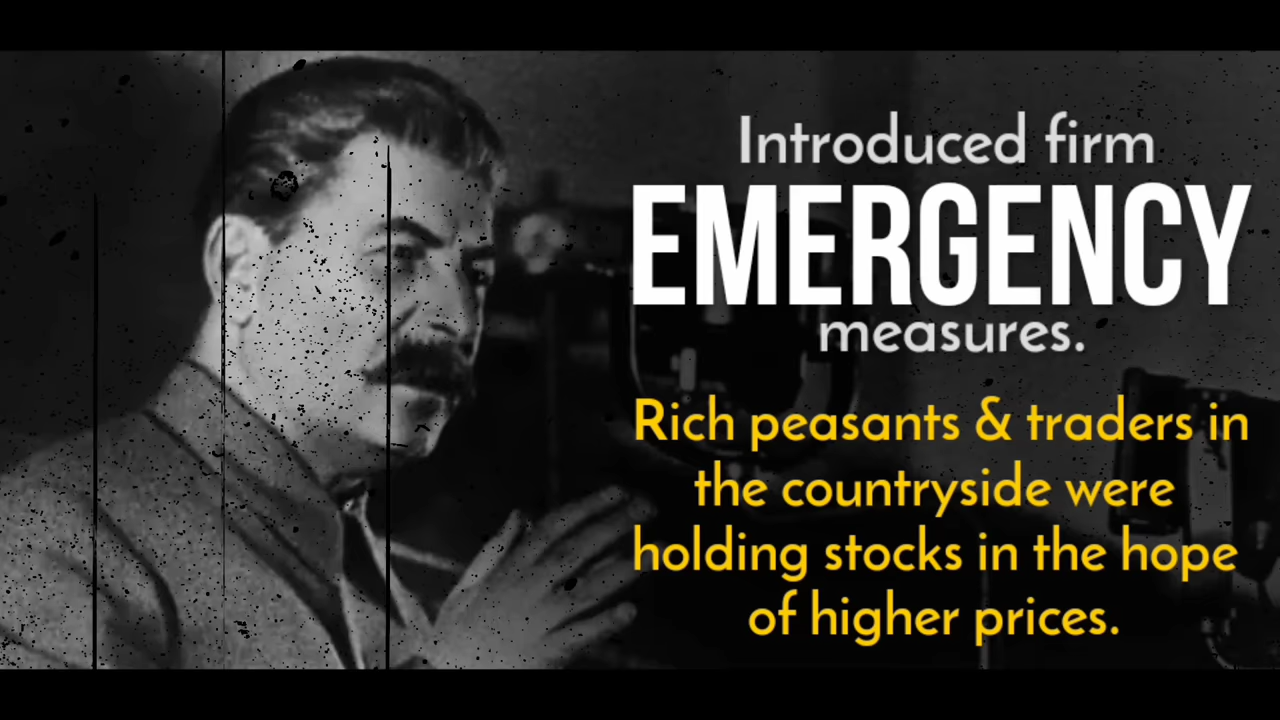 Introduced firm
EMERGENCY
measures.
Rich peasants & traders in
the countryside were
holding stocks in the hope
of higher prices.